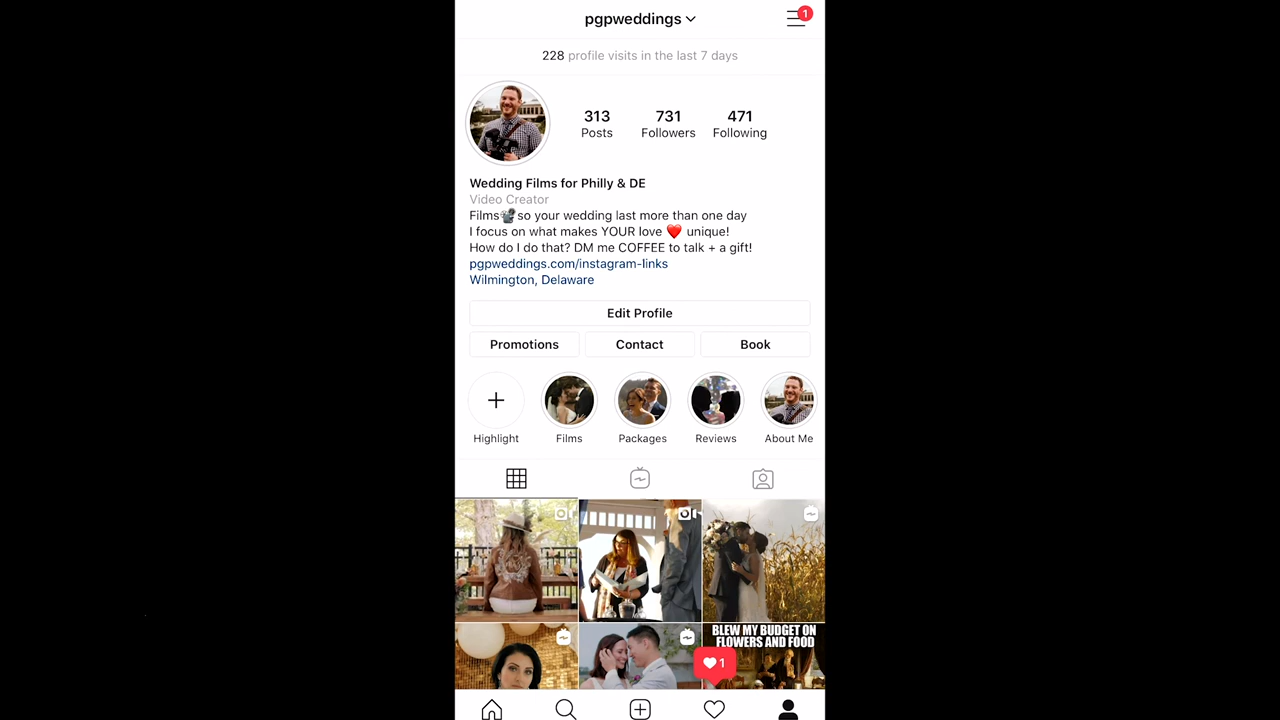 pgpweddings
1
228 profile visits in the last 7 days
313 731 471
Posts Followers Following
Wedding Films for Philly & DE
Video Creator
Films📽️so your wedding last more than one day
I focus on what makes YOUR love ❤️ unique!
How do I do that? DM me COFFEE to talk + a gift!
pgpweddings.com/instagram-links
Wilmington, Delaware
Edit Profile
Promotions Contact Book
Highlight Films Packages Reviews About Me
BLEW MY BUDGET ON
FLOWERS AND FOOD
1